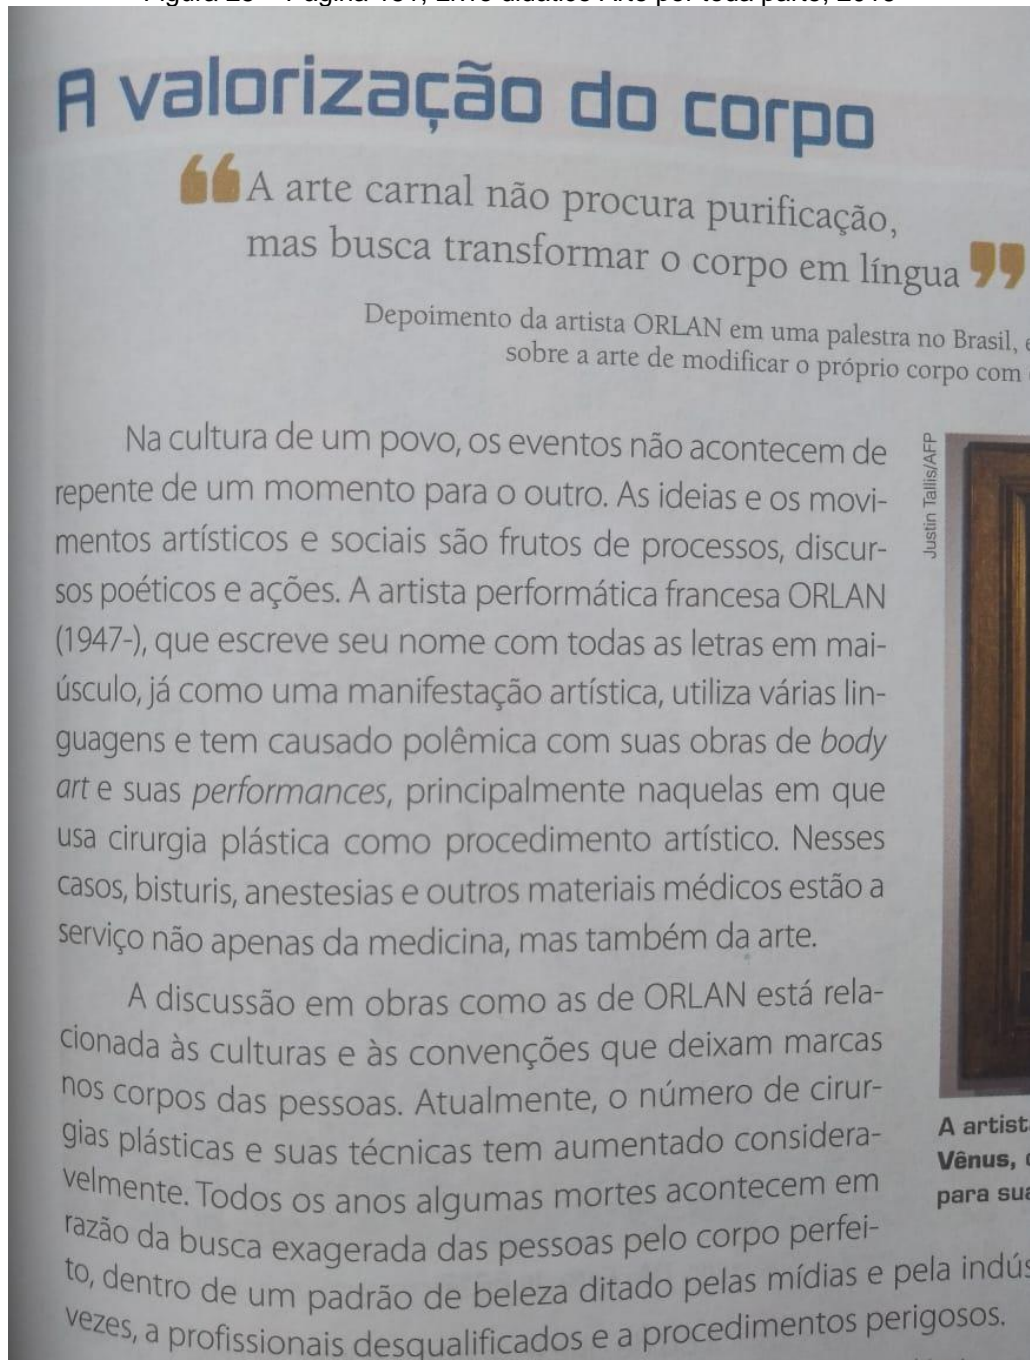 A valorização do corpo
“A arte carnal não procura purificação,
mas busca transformar o corpo em língua”
Depoimento da artista ORLAN em uma palestra no Brasil,
sobre a arte de modificar o próprio corpo com
Na cultura de um povo, os eventos não acontecem de
repente de um momento para o outro. As ideias e os movi-
mentos artísticos e sociais são frutos de processos, discur-
sos poéticos e ações. A artista performática francesa ORLAN
(1947-), que escreve seu nome com todas as letras em mai-
úsculo, já como uma manifestação artística, utiliza várias lin-
guagens e tem causado polêmica com suas obras de body
art e suas performances, principalmente naquelas em que
usa cirurgia plástica como procedimento artístico. Nesses
casos, bisturis, anestesias e outros materiais médicos estão a
serviço não apenas da medicina, mas também da arte.
A discussão em obras como as de ORLAN está rela-
cionada às culturas e às convenções que deixam marcas
nos corpos das pessoas. Atualmente, o número de cirur-
gias plásticas e suas técnicas tem aumentado considera-
velmente. Todos os anos algumas mortes acontecem em
razão da busca exagerada das pessoas pelo corpo perfei-
to, dentro de um padrão de beleza ditado pelas mídias e pela indús
vezes, a profissionais desqualificados e a procedimentos perigosos.
Justin Tallis/AFP
A artist
Vênus,
para sua